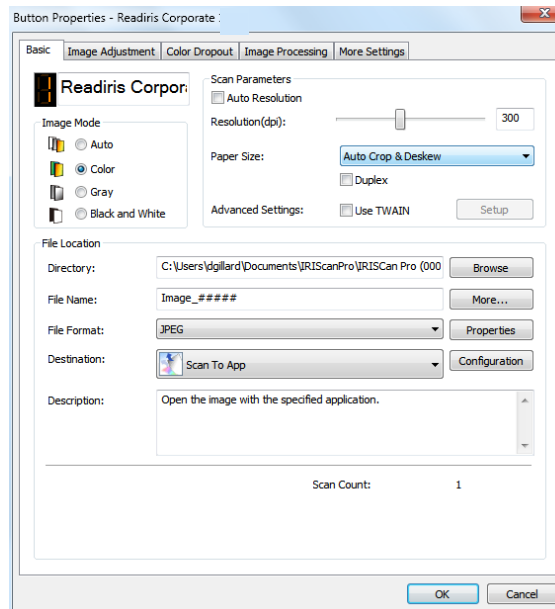 Button Properties - Readiris Corporate
Basic Image Adjustment Color Dropout Image Processing More Settings
1 Readiris Corpor
Scan Parameters
Auto Resolution
Resolution(dpi): 300
Paper Size: Auto Crop & Deskew
Duplex
Advanced Settings: Use TWAIN Setup
Image Mode
Auto
Color
Gray
Black and White
File Location
Directory: C:\Users\dgillard\Documents\IRIScanPro\IRISCan Pro (000 Browse
File Name: Image_##### More...
File Format: JPEG Properties
Destination: Scan To App Configuration
Description: Open the image with the specified application.
Scan Count: 1
OK Cancel